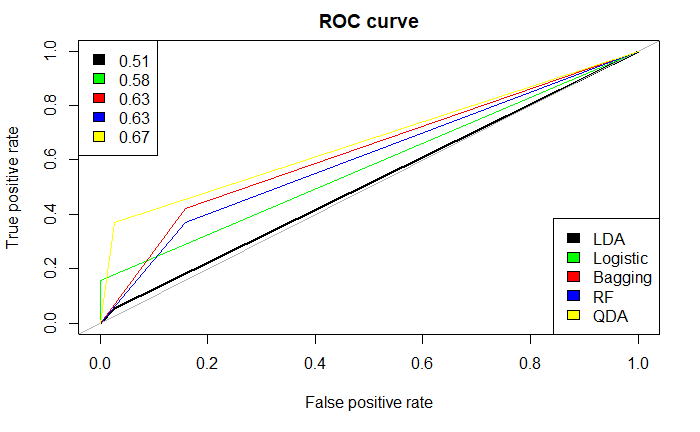 ROC curve
True positive rate
1.0
0.8
0.6
0.4
0.2
0.0
0.51
0.58
0.63
0.63
0.67
LDA
Logistic
Bagging
RF
QDA
0.0 0.2 0.4 0.6 0.8 1.0
False positive rate